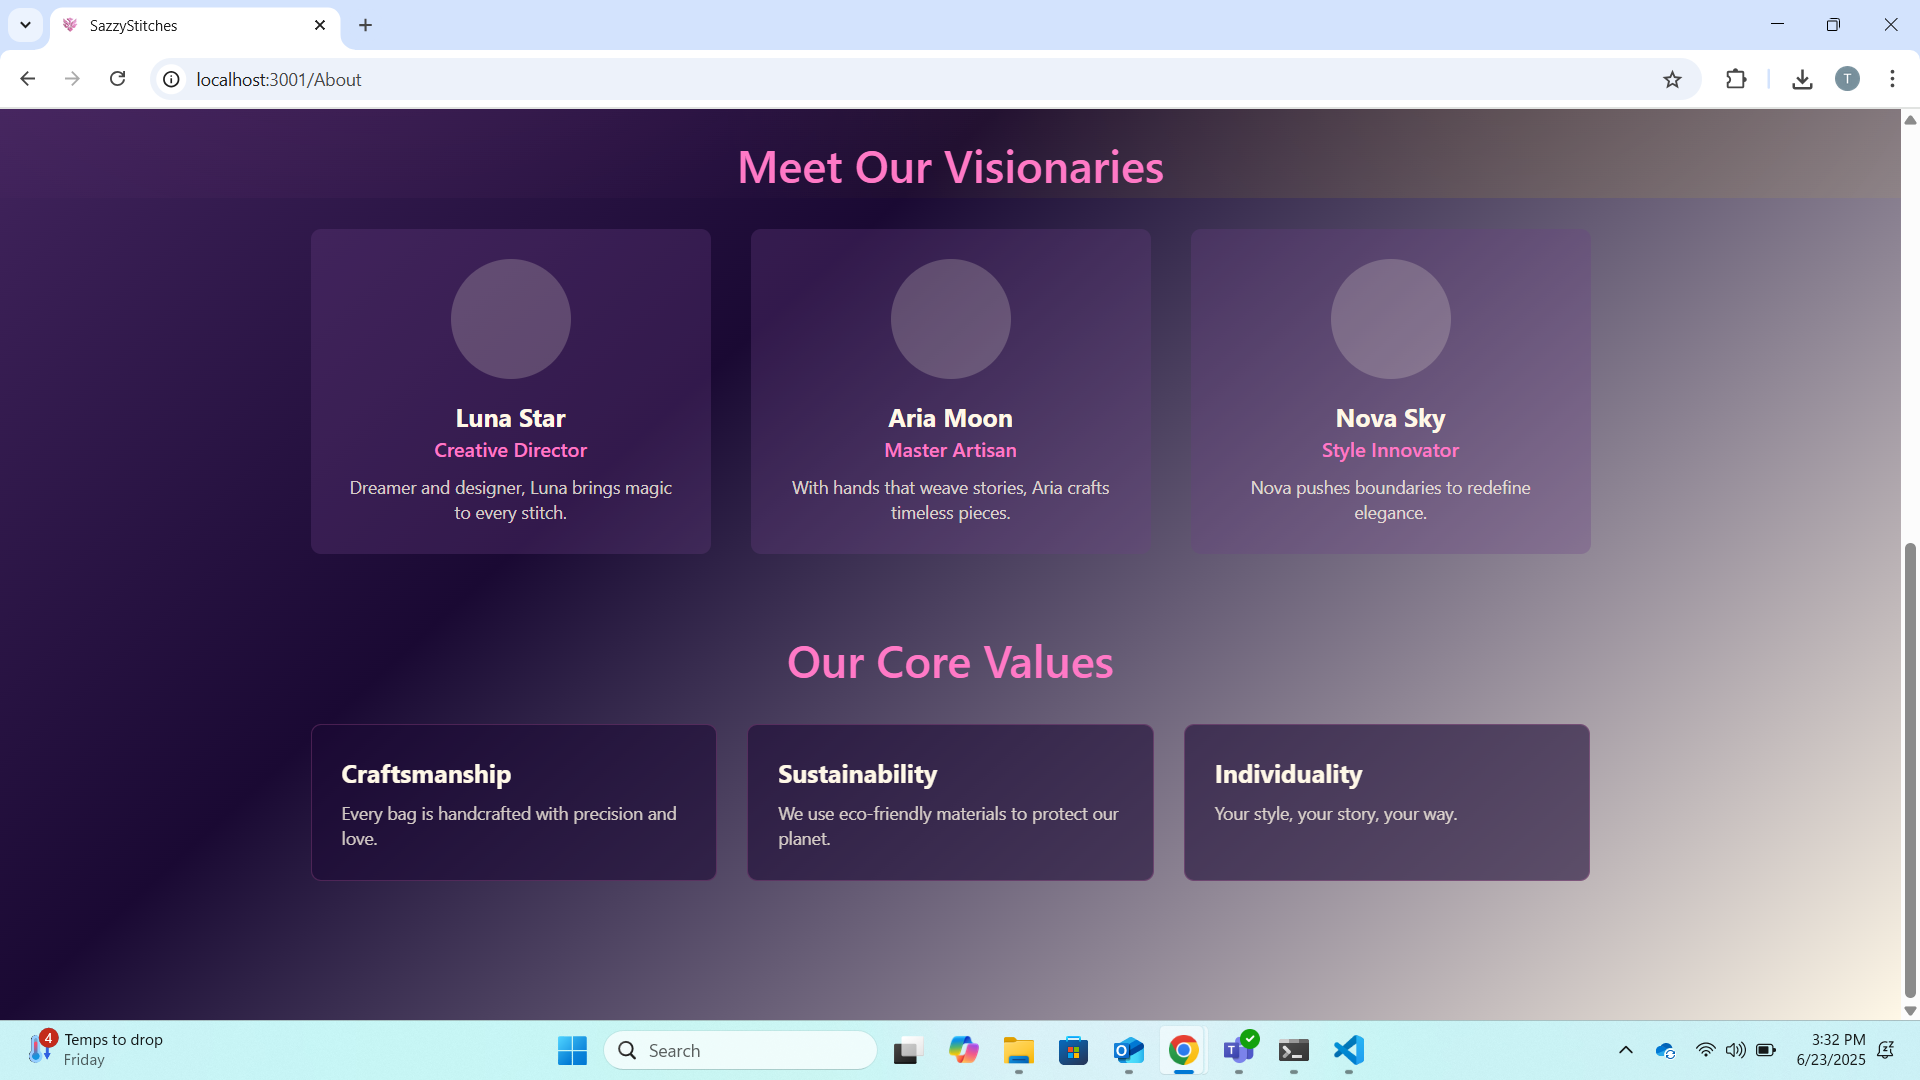 SazzyStitches
localhost:3001/About
T
Meet Our Visionaries
Luna Star
Creative Director
Dreamer and designer, Luna brings magic
to every stitch.
Aria Moon
Master Artisan
With hands that weave stories, Aria crafts
timeless pieces.
Nova Sky
Style Innovator
Nova pushes boundaries to redefine
elegance.
Our Core Values
Craftsmanship
Every bag is handcrafted with precision and
love.
Sustainability
We use eco-friendly materials to protect our
planet.
Individuality
Your style, your story, your way.
4
Temps to drop
Friday
Search
3:32 PM
6/23/2025